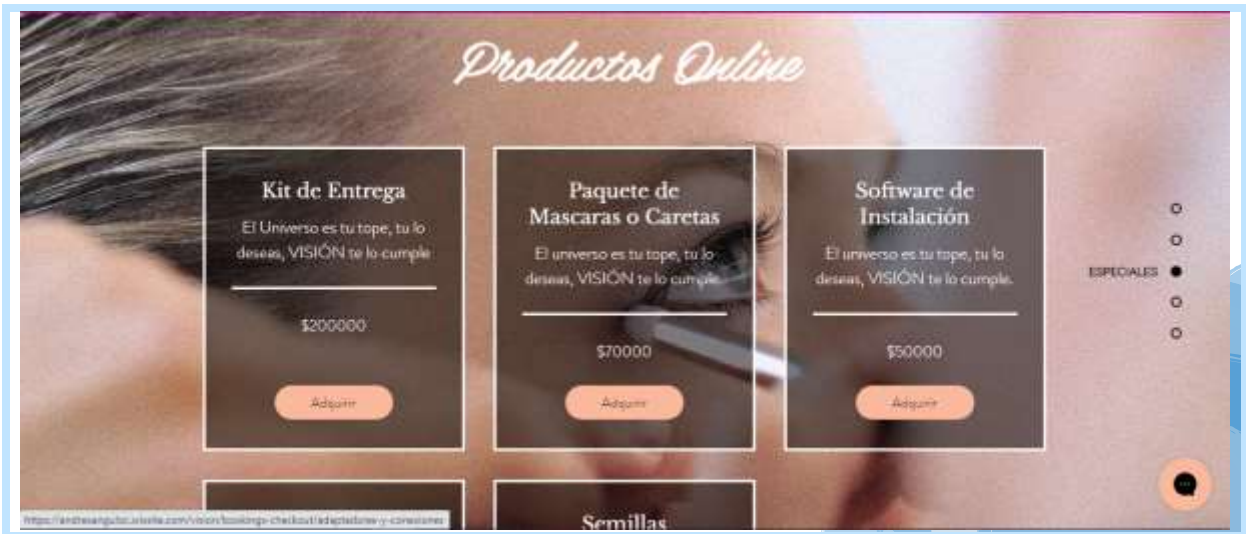 Productos Online
Kit de Entrega
El Universo es tu tope, tu lo
deseas, VISIÓN te lo cumple
$200000
Adquirir
Paquete de
Mascaras o Caretas
El universo es tu tope, tu lo
deseas, VISIÓN te lo cumple.
$70000
Adquirir
Software de
Instalación
El universo es tu tope, tu lo
deseas, VISIÓN te lo cumple.
$50000
Adquirir
ESPECIALES
Semillas